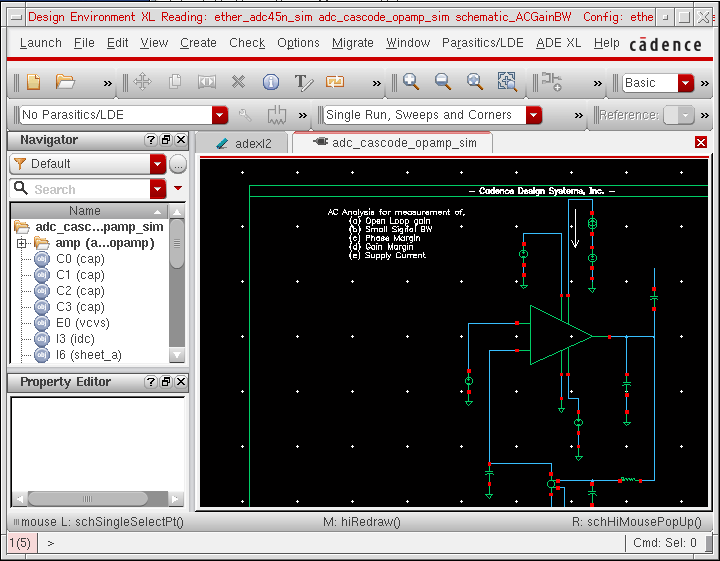 Design Environment XL Reading: ether_adc45n_sim adc_cascode_opamp_sim schematic_ACGainBW Config: ethe
Launch File Edit View Create Check Options Migrate Window Parasitics/LDE ADE XL Help cādence
Basic
No Parasitics/LDE
Single Run, Sweeps and Corners
Reference:
Navigator
adexl2
adc_cascode_opamp_sim
Default
Search
Name
adc_casc...pamp_sim
amp (a...opamp)
C0 (cap)
C1 (cap)
C2 (cap)
C3 (cap)
E0 (vcvs)
I3 (idc)
I6 (sheet_a)
Property Editor
- Cadence Design Systems, Inc. -
AC Analysis for measurement of,
(a) Open Loop gain
(b) Small Signal BW
(c) Phase Margin
(d) Gain Margin
(e) Supply Current
mouse L: schSingleSelectPt() M: hiRedraw() R: schHiMousePopUp()
1(5) > Cmd: Sel: 0